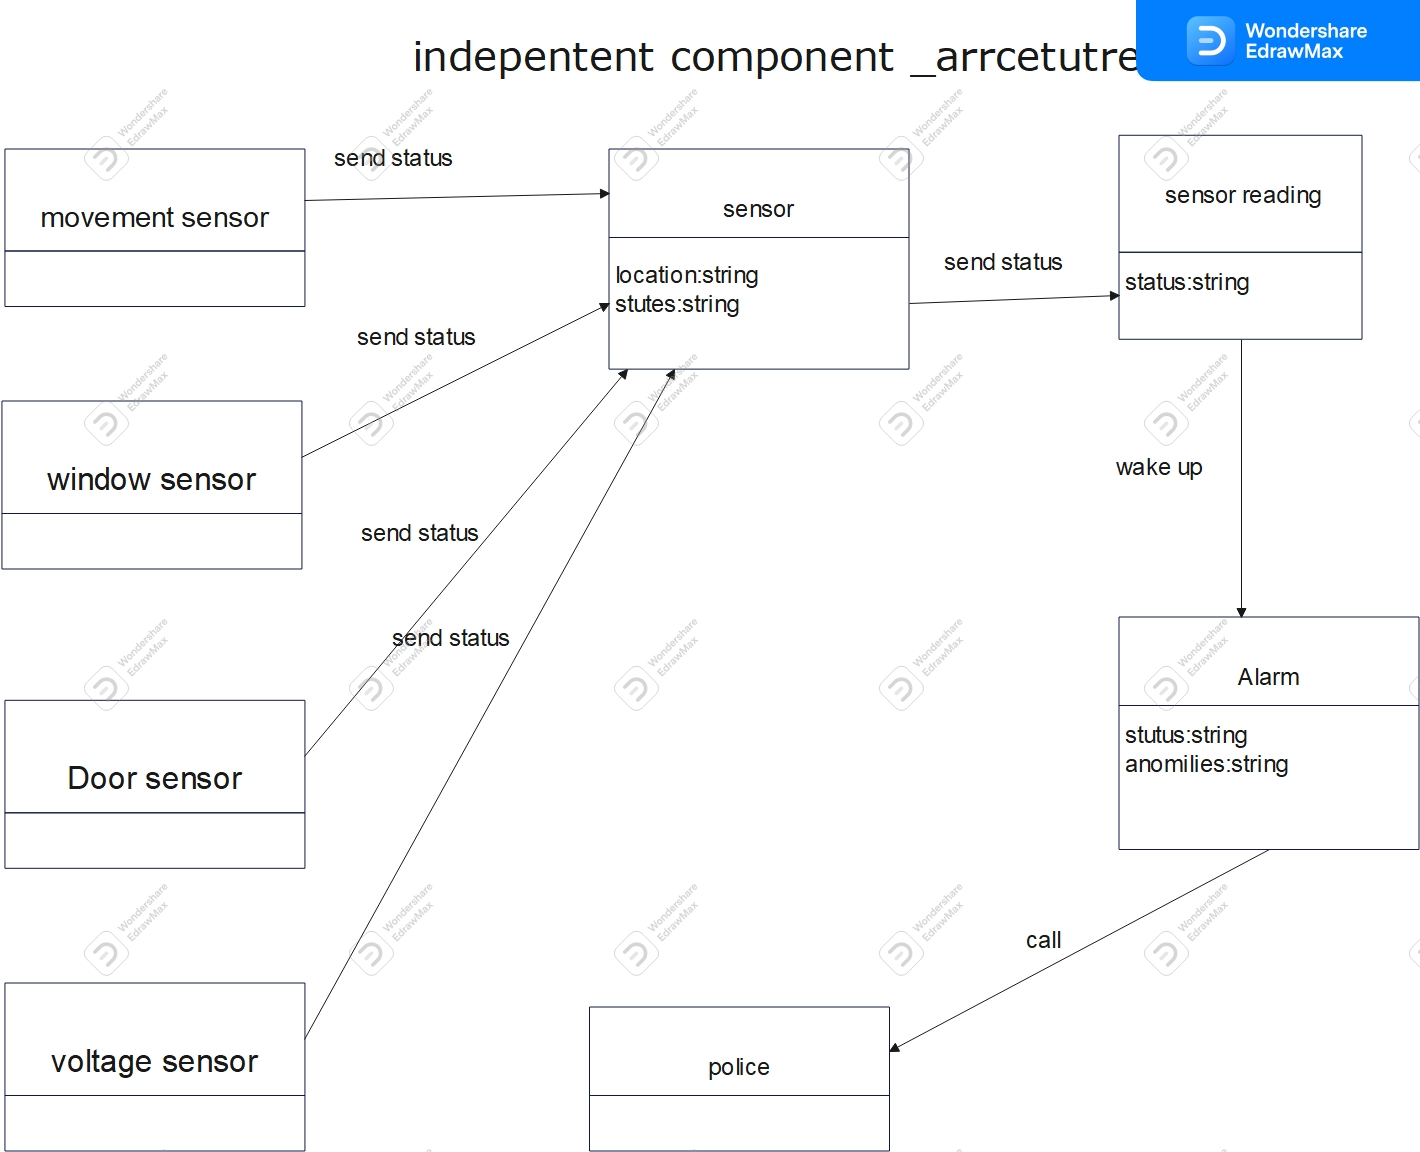 Wondershare
EdrawMax
indepentent component _arrcetutre
send status
movement sensor
sensor
location:string
stutes:string
sensor reading
status:string
send status
send status
window sensor
wake up
send status
send status
Door sensor
Alarm
stutus:string
anomilies:string
call
voltage sensor
police